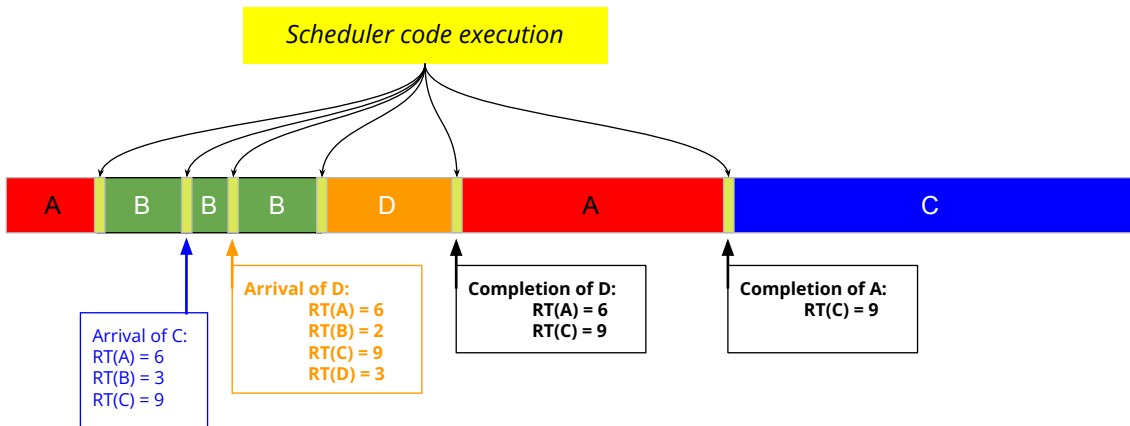 Scheduler code execution
A
B
B
B
D
A
C
Arrival of C:
RT(A) = 6
RT(B) = 3
RT(C) = 9
Arrival of D:
RT(A) = 6
RT(B) = 2
RT(C) = 9
RT(D) = 3
Completion of D:
RT(A) = 6
RT(C) = 9
Completion of A:
RT(C) = 9